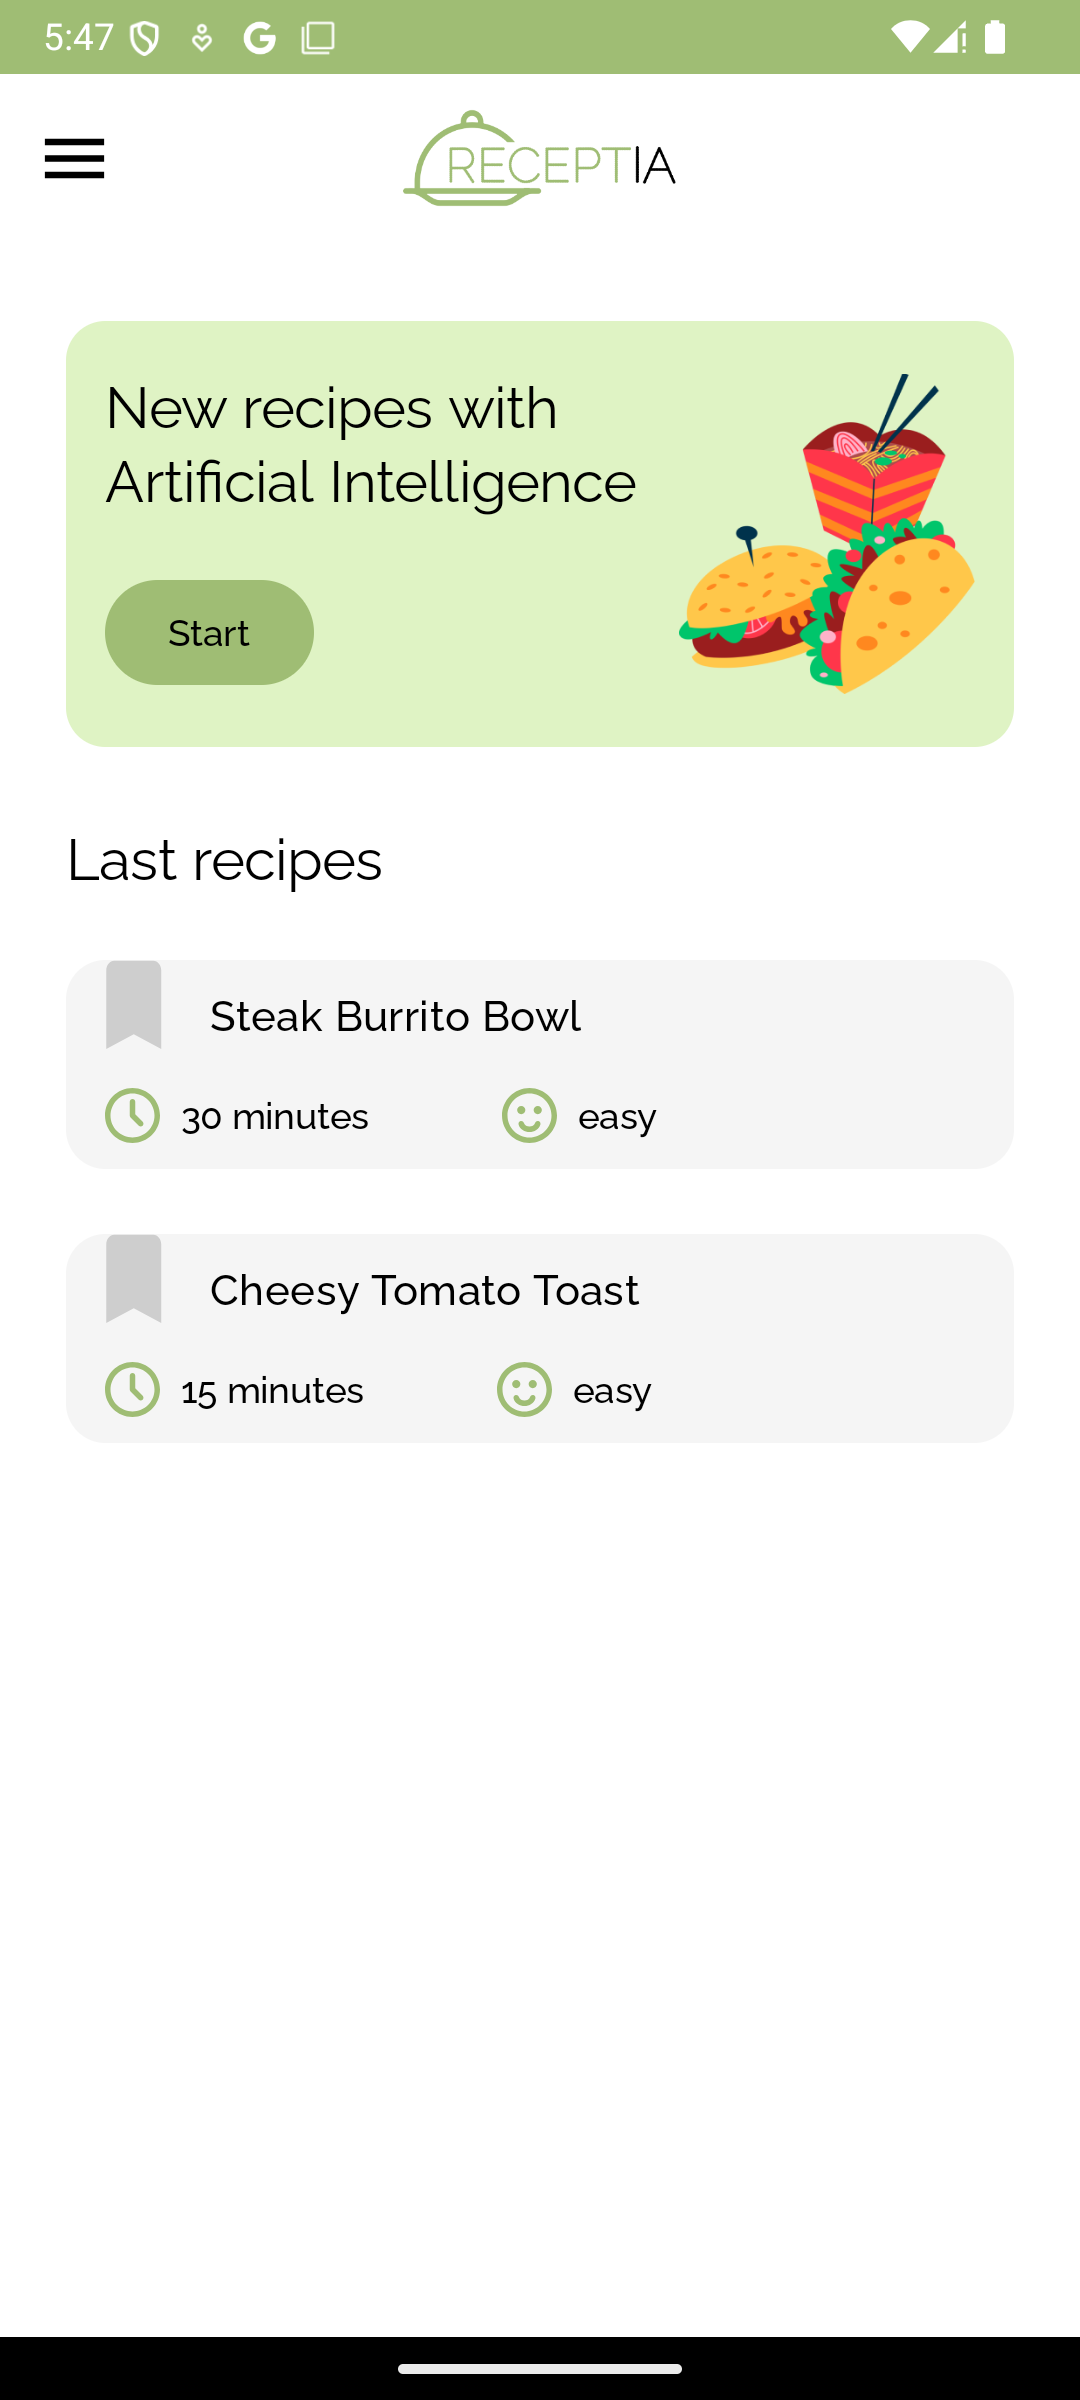 5:47
RECEPTIA
New recipes with
Artificial Intelligence
Start
Last recipes
Steak Burrito Bowl
30 minutes easy
Cheesy Tomato Toast
15 minutes easy